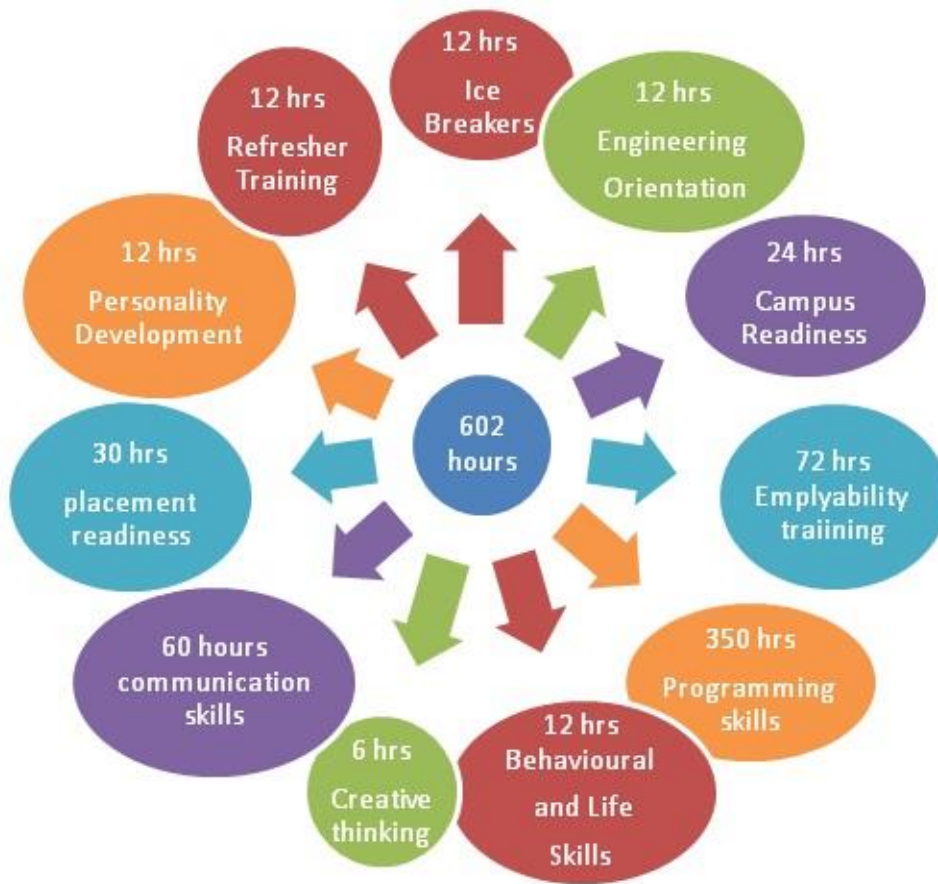 12 hrs
Ice
Breakers
12 hrs
Engineering
Orientation
24 hrs
Campus
Readiness
72 hrs
Emplyability
traiining
350 hrs
Programming
skills
12 hrs
Behavioural
and Life
Skills
6 hrs
Creative
thinking
60 hours
communication
skills
30 hrs
placement
readiness
12 hrs
Personality
Development
12 hrs
Refresher
Training
602
hours